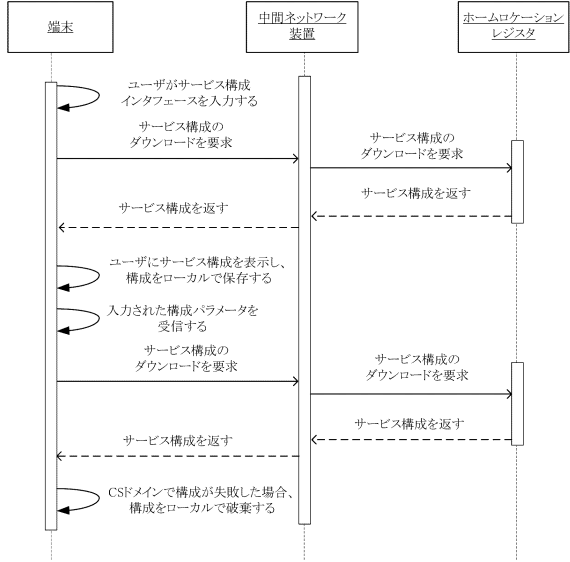 端末
中間ネットワーク
装置
ホームロケーション
レジスタ
ユーザがサービス構成
インタフェースを入力する
サービス構成の
ダウンロードを要求
サービス構成の
ダウンロードを要求
サービス構成を返す
サービス構成を返す
ユーザにサービス構成を表示し、
構成をローカルで保存する
入力された構成パラメータを
受信する
サービス構成の
ダウンロードを要求
サービス構成の
ダウンロードを要求
サービス構成を返す
サービス構成を返す
CSドメインで構成が失敗した場合、
構成をローカルで破棄する